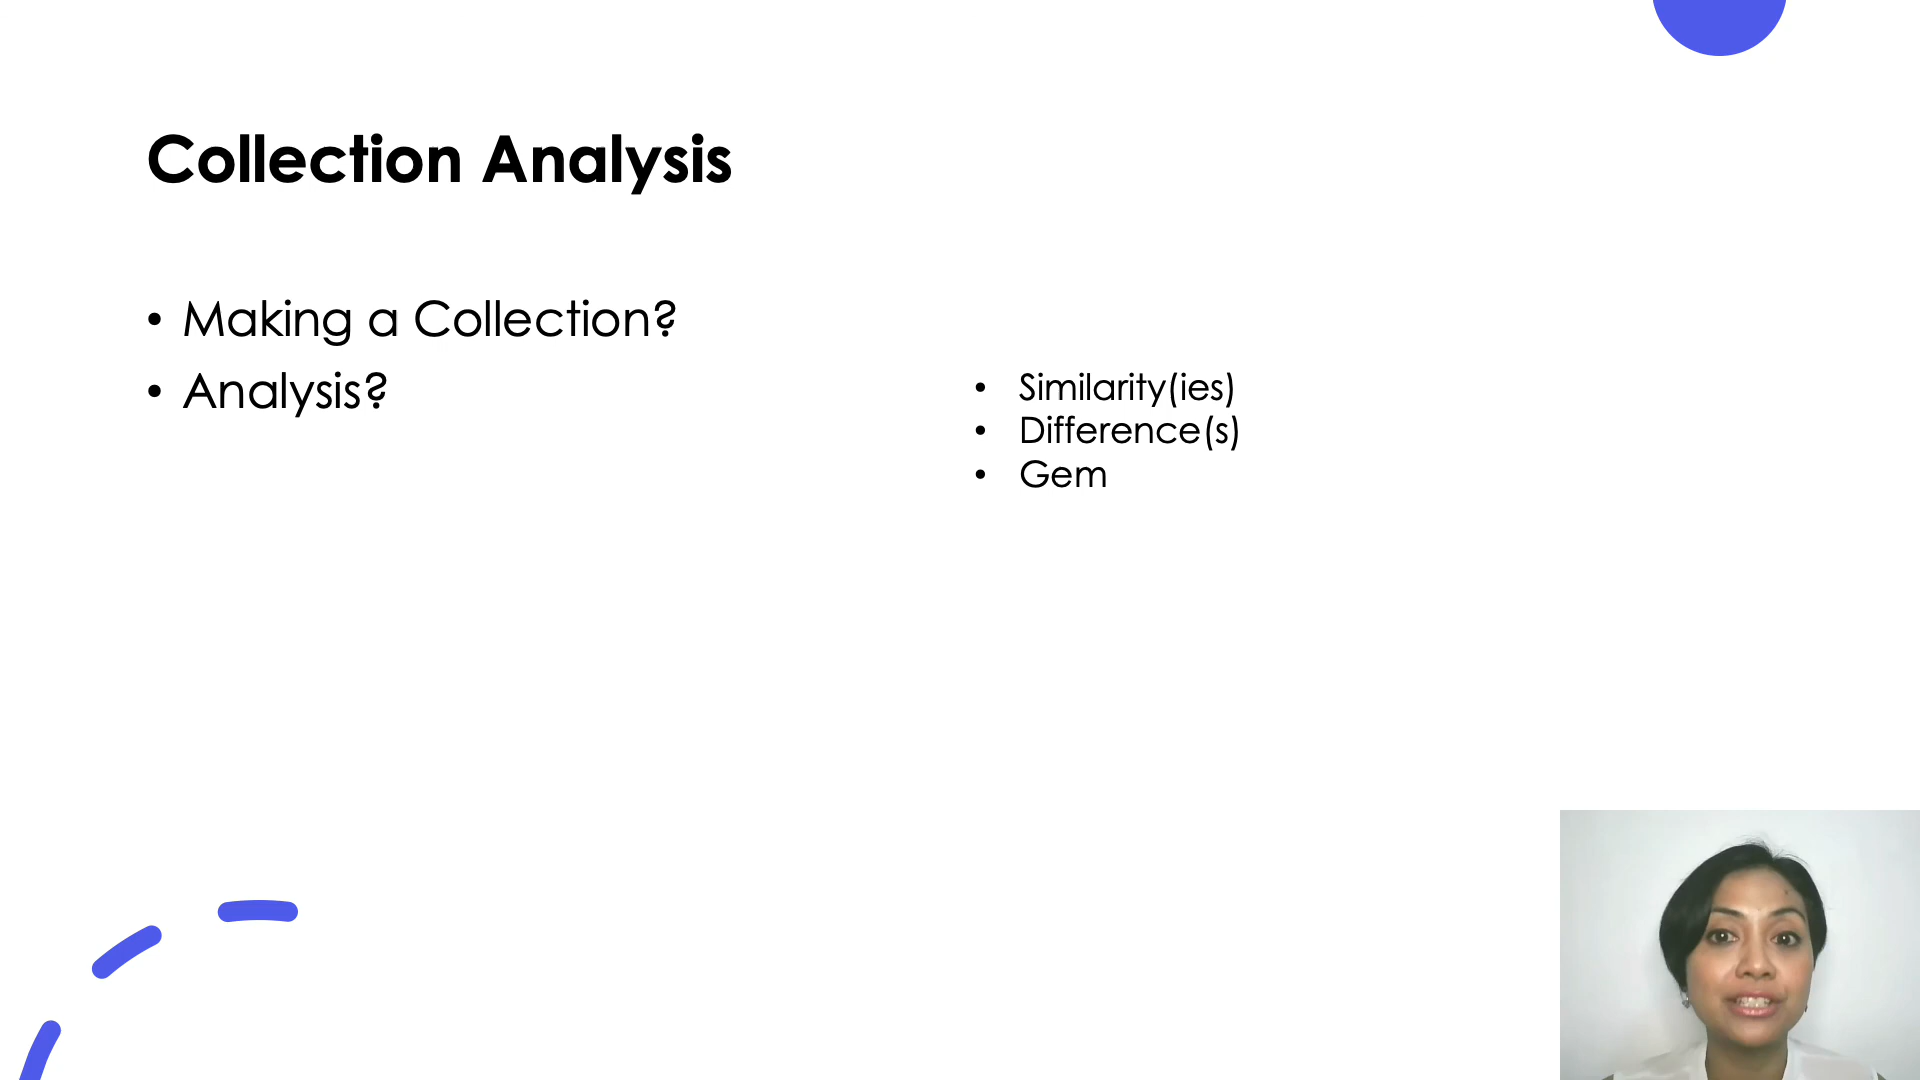 Collection Analysis
• Making a Collection?
• Analysis?
• Similarity(ies)
• Difference(s)
• Gem